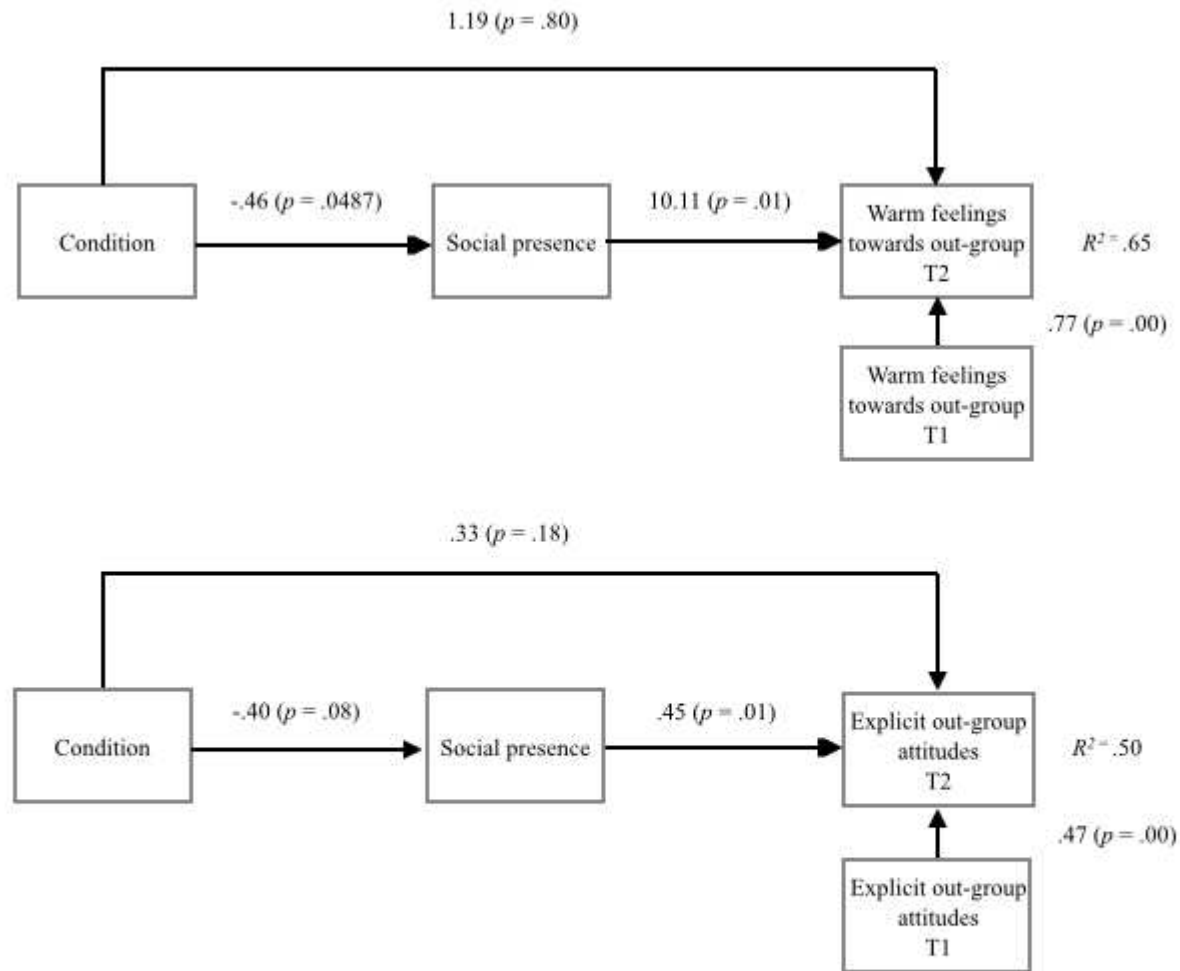 1.19 (p = .80)
-.46 (p = .0487)
10.11 (p = .01)
Condition
Social presence
Warm feelings
towards out-group
T2
R² = .65
.77 (p = .00)
Warm feelings
towards out-group
T1
.33 (p = .18)
-.40 (p = .08)
.45 (p = .01)
Condition
Social presence
Explicit out-group
attitudes
T2
R² = .50
.47 (p = .00)
Explicit out-group
attitudes
T1